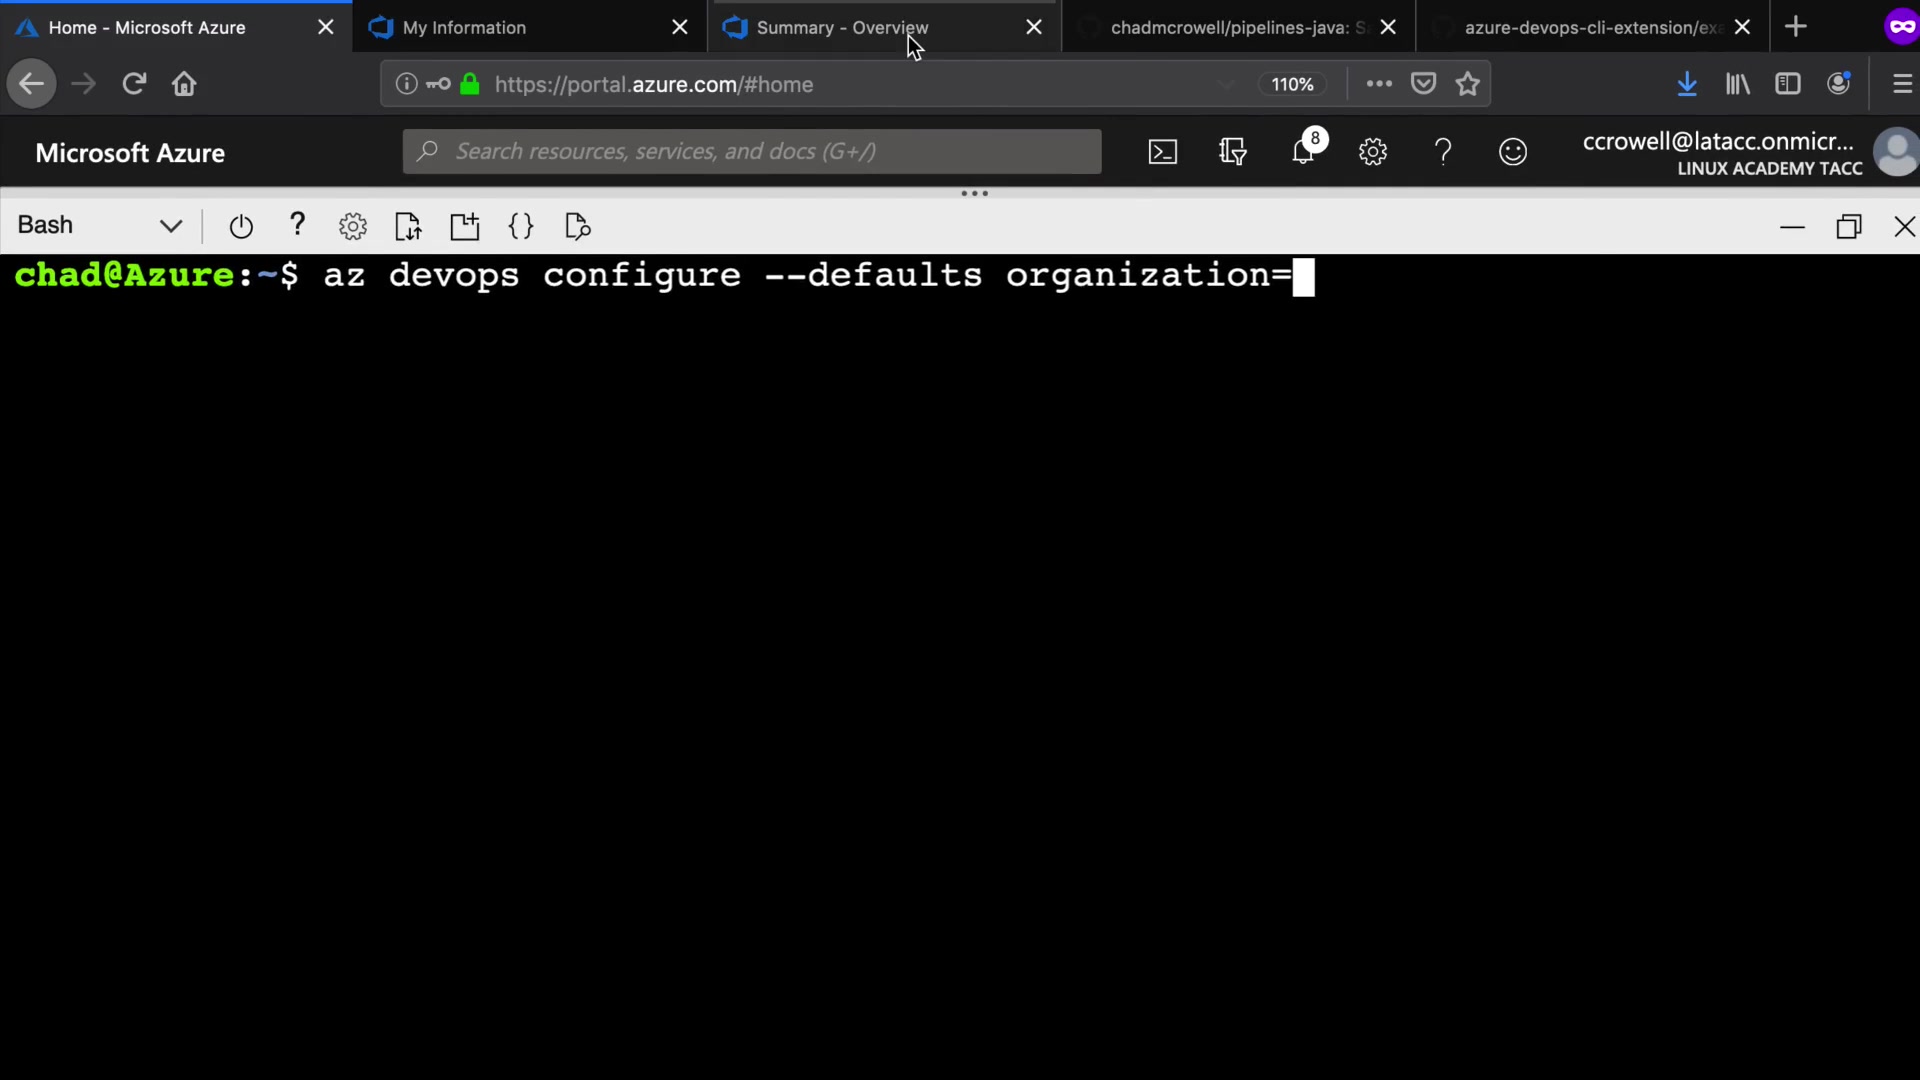 Home - Microsoft Azure
My Information
Summary - Overview
chadmcrowell/pipelines-java: S
azure-devops-cli-extension/ex
https://portal.azure.com/#home
110%
Microsoft Azure
Search resources, services, and docs (G+/)
8
ccrowell@latacc.onmicr...
LINUX ACADEMY TACC
Bash
chad@Azure:~$ az devops configure --defaults organization=